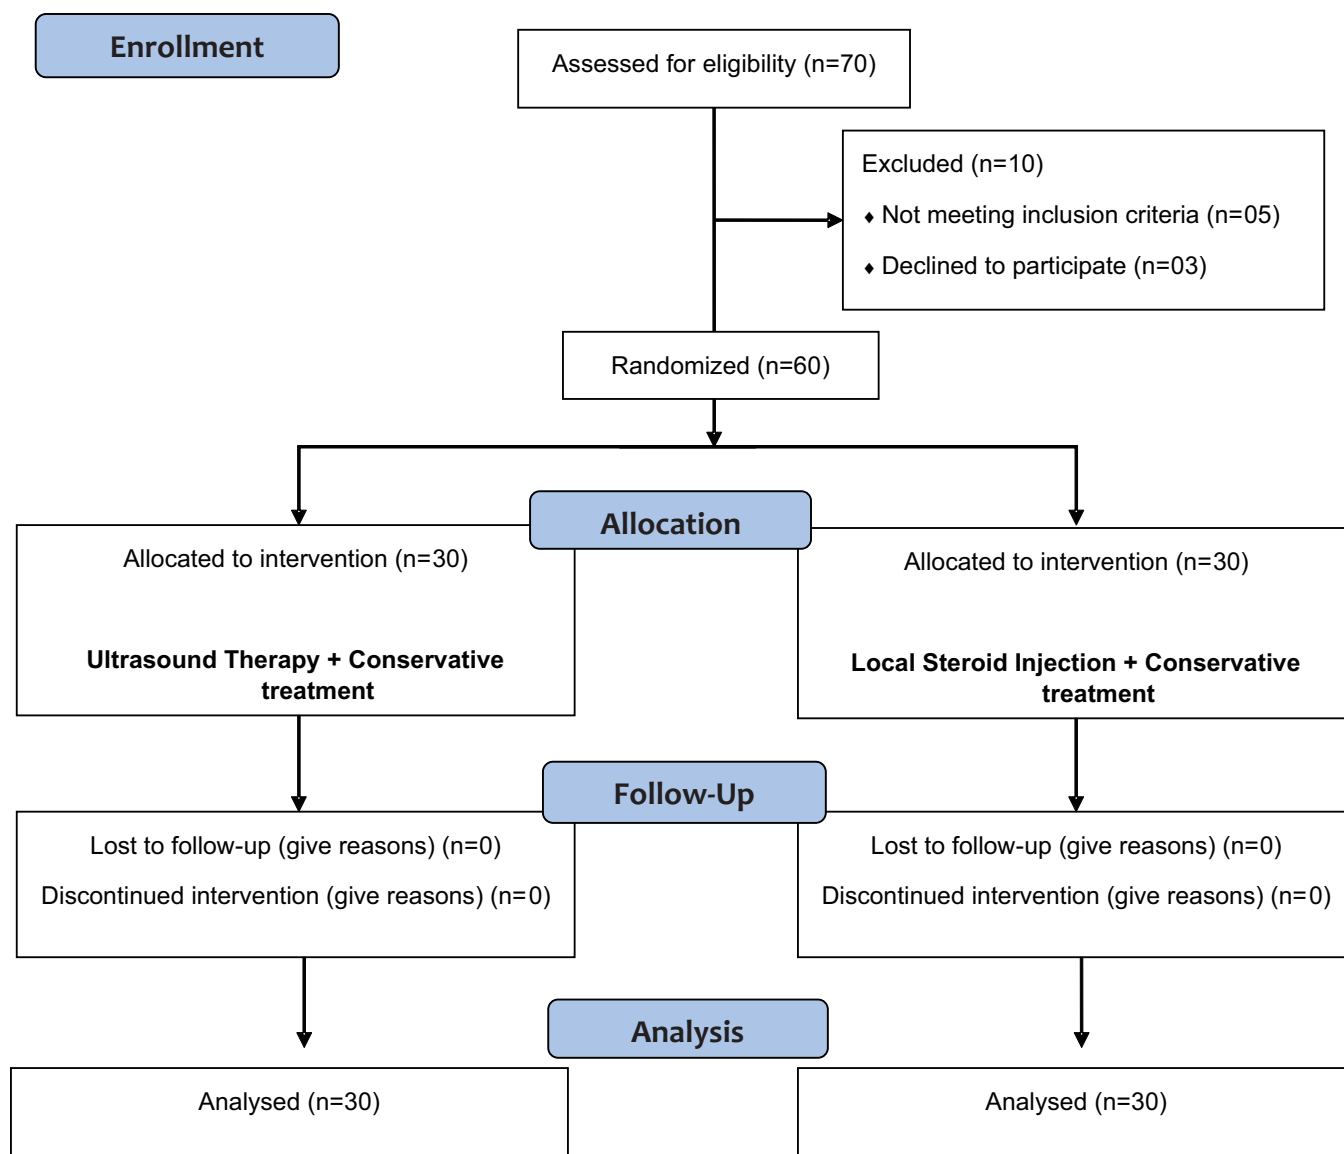 Enrollment
Assessed for eligibility (n=70)
Excluded (n=10)
♦ Not meeting inclusion criteria (n=05)
♦ Declined to participate (n=03)
Randomized (n=60)
Allocation
Allocated to intervention (n=30)
Ultrasound Therapy + Conservative
treatment
Allocated to intervention (n=30)
Local Steroid Injection + Conservative
treatment
Follow-Up
Lost to follow-up (give reasons) (n=0)
Discontinued intervention (give reasons) (n=0)
Lost to follow-up (give reasons) (n=0)
Discontinued intervention (give reasons) (n=0)
Analysis
Analysed (n=30)
Analysed (n=30)